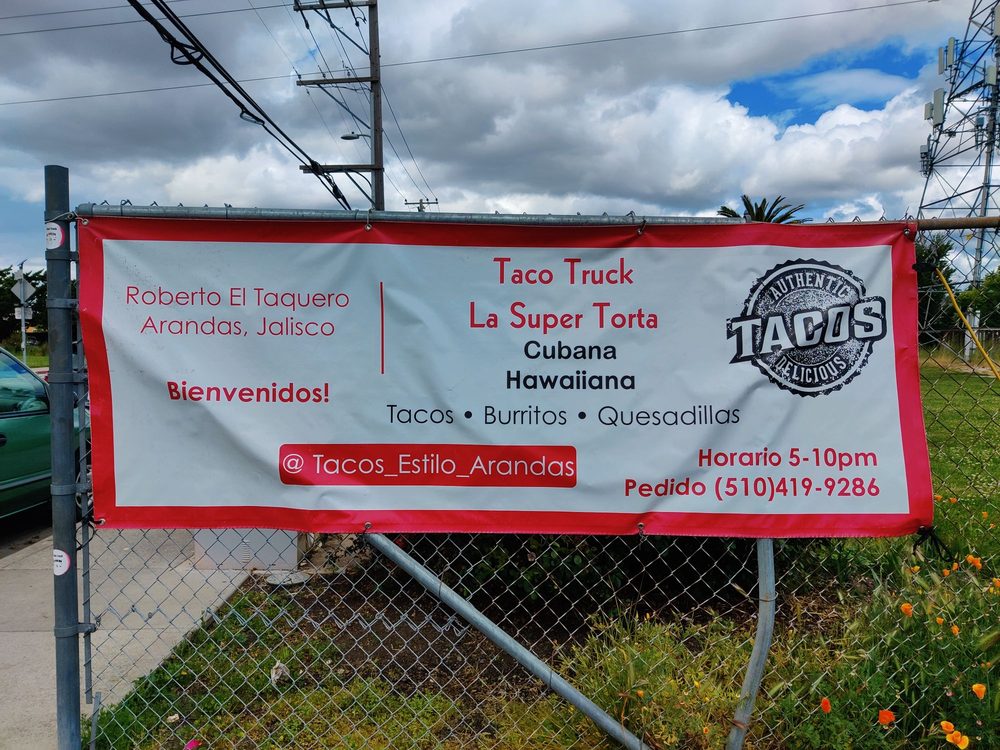 Roberto El Taquero
Arandas, Jalisco
Bienvenidos!
Taco Truck
La Super Torta
Cubana
Hawaiiana
Tacos • Burritos • Quesadillas
@ Tacos_Estilo_Arandas
AUTHENTIC
TACOS
DELICIOUS
Horario 5-10pm
Pedido (510)419-9286